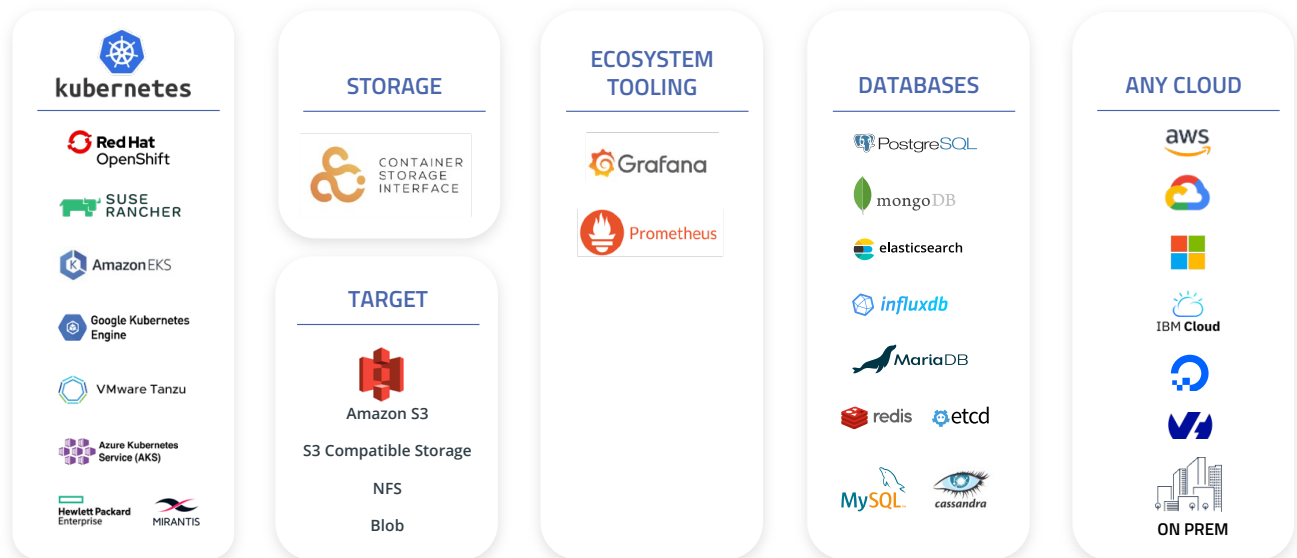 kubernetes
Red Hat
OpenShift
SUSE
RANCHER
Amazon EKS
Google Kubernetes
Engine
VMware Tanzu
Azure Kubernetes
Service (AKS)
Hewlett Packard
Enterprise
MIRANTIS
STORAGE
CONTAINER
STORAGE
INTERFACE
TARGET
Amazon S3
S3 Compatible Storage
NFS
Blob
ECOSYSTEM
TOOLING
Grafana
Prometheus
DATABASES
PostgreSQL
mongoDB
elasticsearch
influxdb
MariaDB
redis
etcd
MySQL
cassandra
ANY CLOUD
aws
IBM Cloud
ON PREM